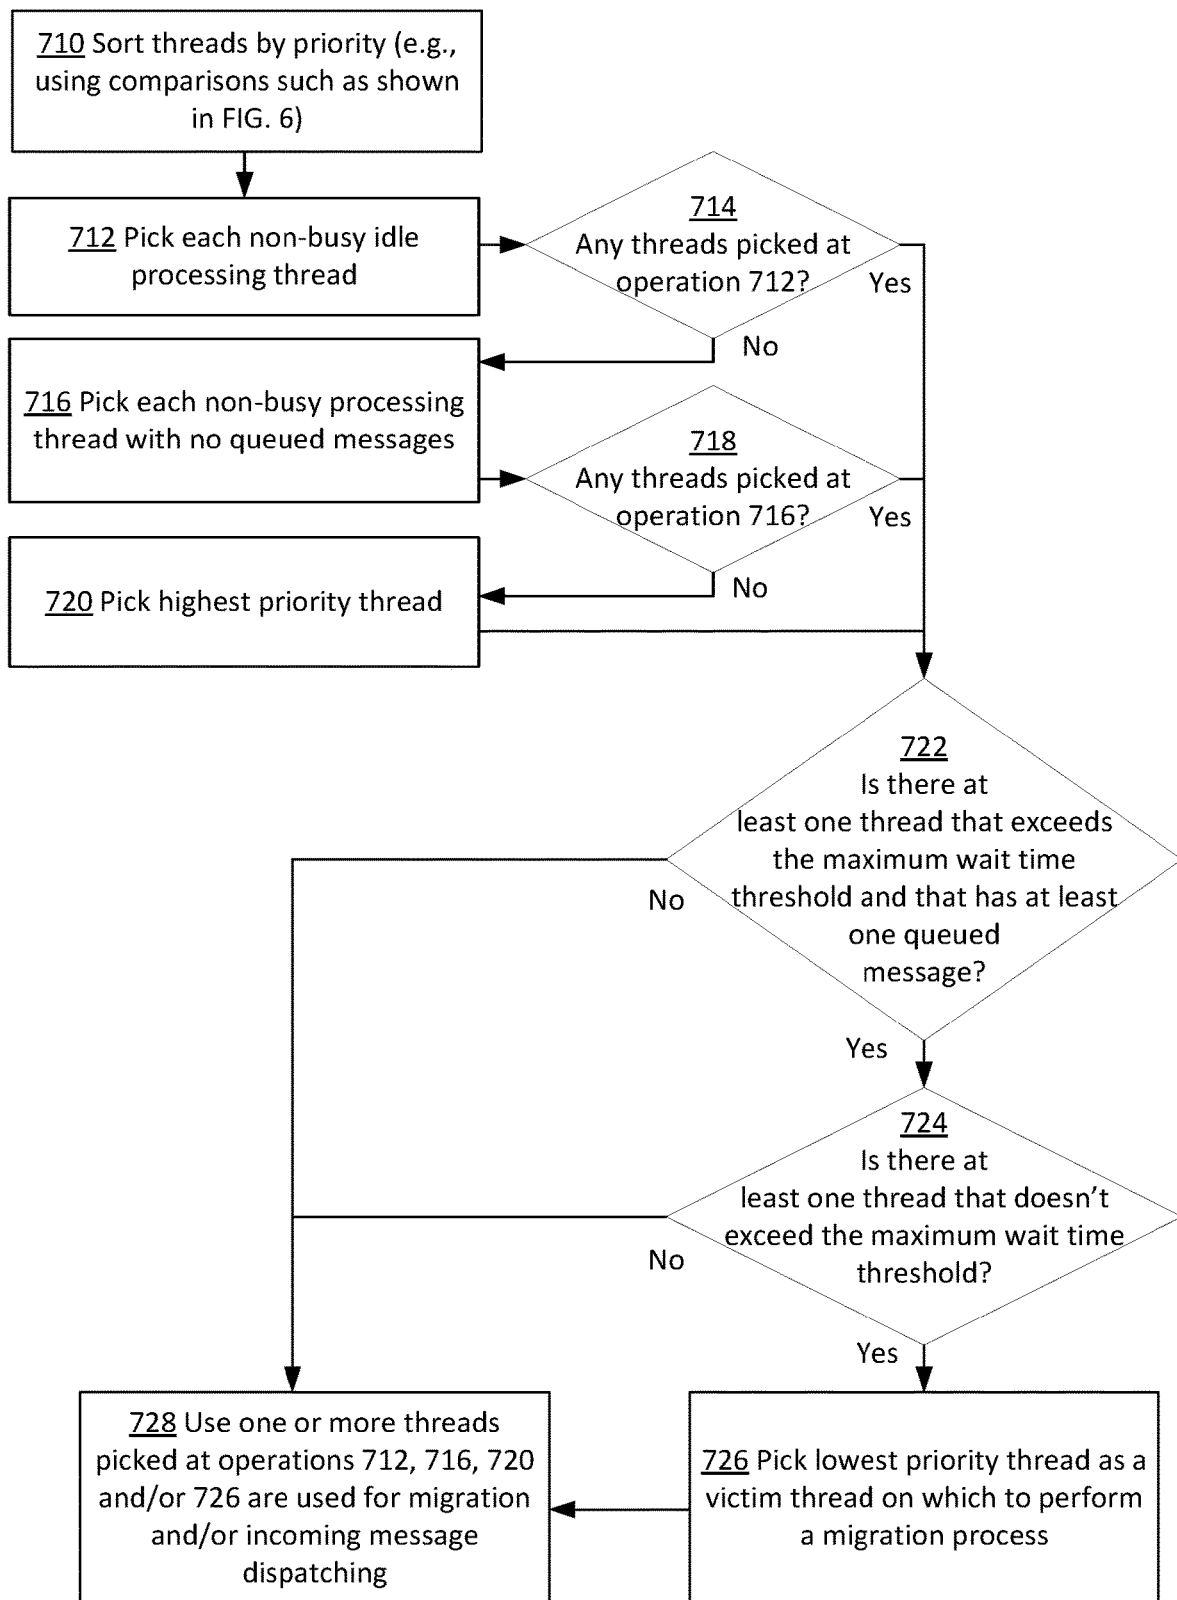 710 Sort threads by priority (e.g.,
using comparisons such as shown
in FIG. 6)
712 Pick each non-busy idle
processing thread
714
Any threads picked at
operation 712?
Yes
No
716 Pick each non-busy processing
thread with no queued messages
718
Any threads picked at
operation 716?
Yes
No
720 Pick highest priority thread
722
Is there at
least one thread that exceeds
the maximum wait time
threshold and that has at least
one queued
message?
No
Yes
724
Is there at
least one thread that doesn't
exceed the maximum wait time
threshold?
No
Yes
728 Use one or more threads
picked at operations 712, 716, 720
and/or 726 are used for migration
and/or incoming message
dispatching
726 Pick lowest priority thread as a
victim thread on which to perform
a migration process